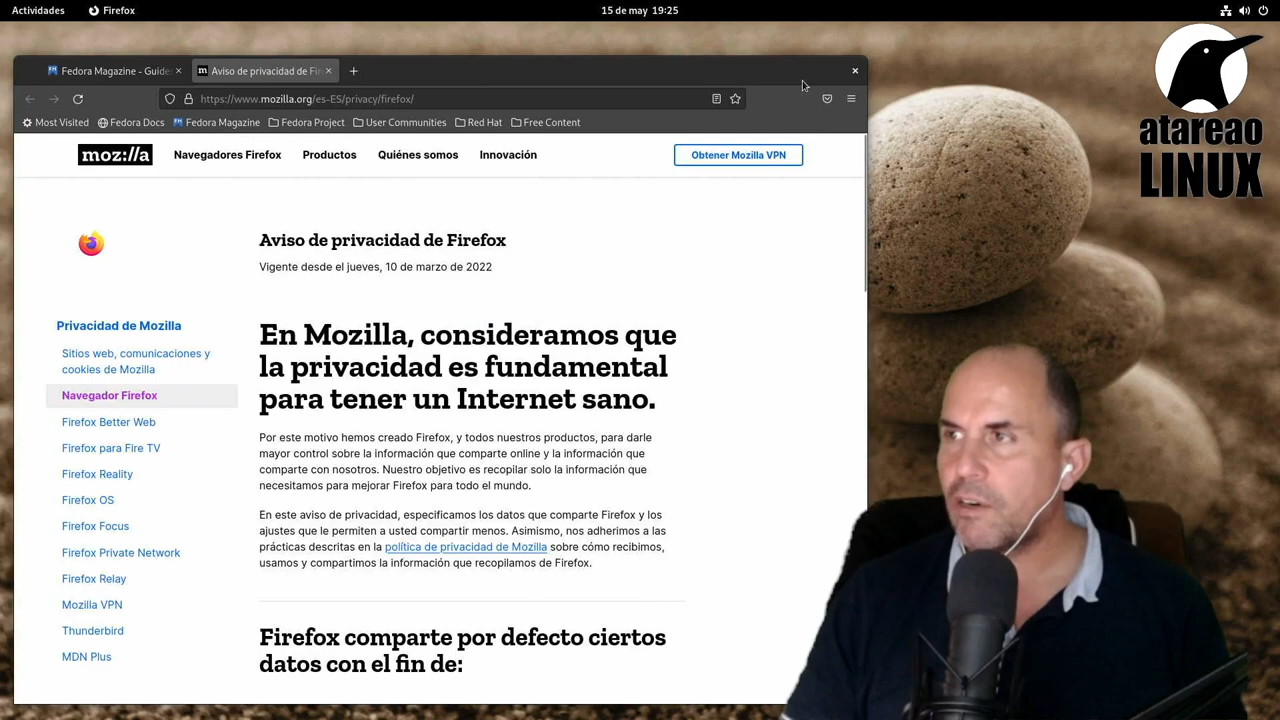 Actividades Firefox 15 de may 19:25
Fedora Magazine - Guide Aviso de privacidad de Fir
https://www.mozilla.org/es-ES/privacy/firefox/
Most Visited Fedora Docs Fedora Magazine Fedora Project User Communities Red Hat Free Content
moz://a Navegadores Firefox Productos Quiénes somos Innovación Obtener Mozilla VPN
atareao
LINUX
Aviso de privacidad de Firefox
Vigente desde el jueves, 10 de marzo de 2022
Privacidad de Mozilla
Sitios web, comunicaciones y
cookies de Mozilla
Navegador Firefox
Firefox Better Web
Firefox para Fire TV
Firefox Reality
Firefox OS
Firefox Focus
Firefox Private Network
Firefox Relay
Mozilla VPN
Thunderbird
MDN Plus
En Mozilla, consideramos que
la privacidad es fundamental
para tener un Internet sano.
Por este motivo hemos creado Firefox, y todos nuestros productos, para darle
mayor control sobre la información que comparte online y la información que
comparte con nosotros. Nuestro objetivo es recopilar solo la información que
necesitamos para mejorar Firefox para todo el mundo.
En este aviso de privacidad, especificamos los datos que comparte Firefox y los
ajustes que le permiten a usted compartir menos. Asimismo, nos adherimos a las
prácticas descritas en la política de privacidad de Mozilla sobre cómo recibimos,
usamos y compartimos la información que recopilamos de Firefox.
Firefox comparte por defecto ciertos
datos con el fin de: